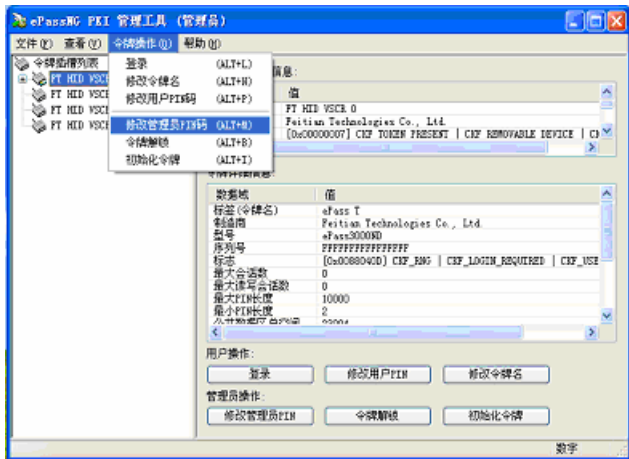 ePassNG PKI 管理工具 (管理员)
文件(F) 查看(V) 令牌操作(O) 帮助(H)
令牌插槽列表
FT HID VSCR
FT HID VSCR
FT HID VSCR
FT HID VSCR
登录 (ALT+L)
修改令牌名 (ALT+N)
修改用户PIN码 (ALT+P)
修改管理员PIN码 (ALT+M)
令牌解锁 (ALT+B)
初始化令牌 (ALT+I)
信息:
值
FT HID VSCR 0
Feitian Technologies Co., Ltd.
[0x00000007] CKF TOKEN PRESENT | CKF REMOVABLE DEVICE |
令牌详细信息:
数据域 值
标签(令牌名) ePass T
制造商 Feitian Technologies Co., Ltd.
型号 ePass3000ND
序列号 FFFFFFFFFFFFFFFF
标志 [0x0088040D] CKF_RNG | CKF_LOGIN_REQUIRED | CKF_USE
最大会话数 0
最大读写会话数 0
最大PIN长度 10000
最小PIN长度 2
用户操作:
登录 修改用户PIN 修改令牌名
管理员操作:
修改管理员PIN 令牌解锁 初始化令牌
数字